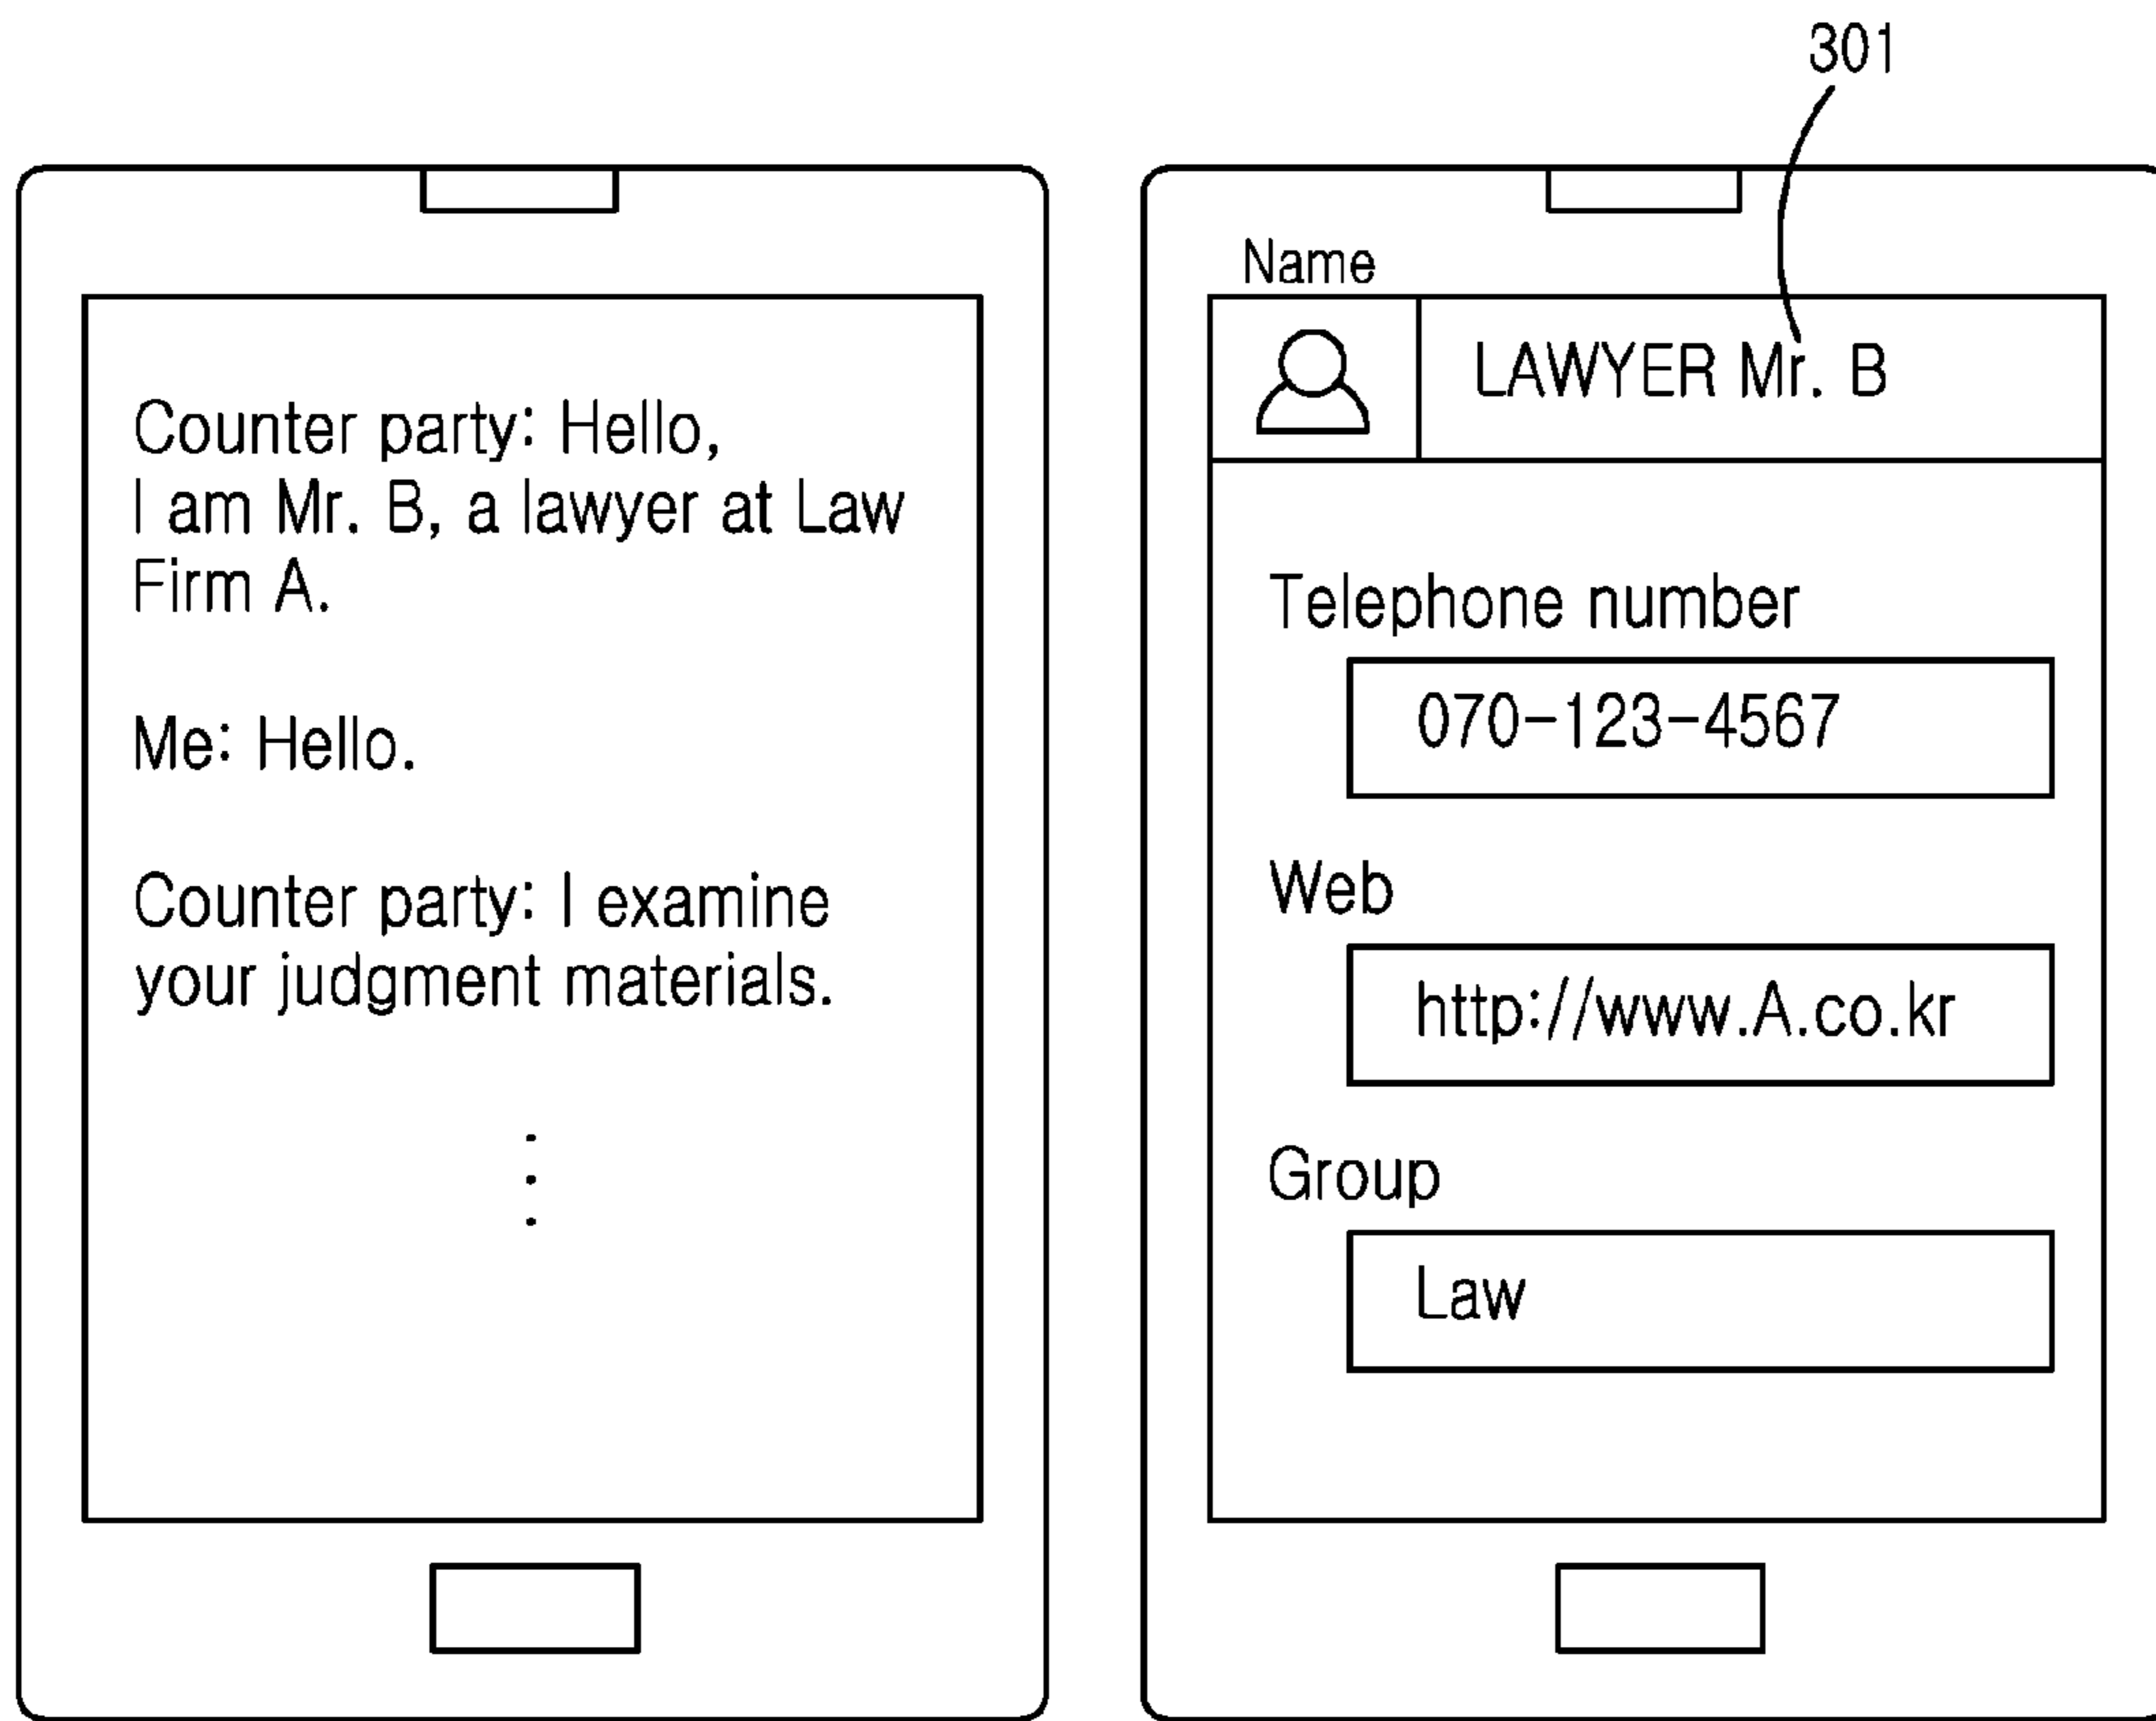 301
Counter party: Hello,
I am Mr. B, a lawyer at Law
Firm A.
Me: Hello.
Counter party: I examine
your judgment materials.
Name
LAWYER Mr. B
Telephone number
070-123-4567
Web
http://www.A.co.kr
Group
Law